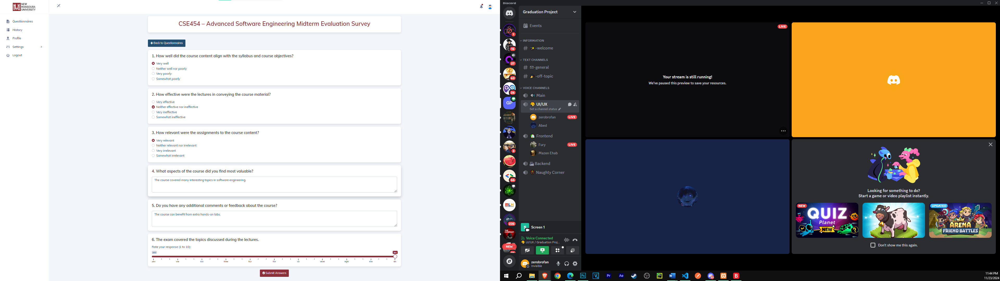 NEW
MANSOURA
UNIVERSITY
Questionnaires
History
Profile
Settings
Logout
CSE454 – Advanced Software Engineering Midterm Evaluation Survey
Back to Questionnaires
1. How well did the course content align with the syllabus and course objectives?
Very well
Neither well nor poorly
Very poorly
Somewhat poorly
2. How effective were the lectures in conveying the course material?
Very effective
Neither effective nor ineffective
Very ineffective
Somewhat ineffective
3. How relevant were the assignments to the course content?
Very relevant
Neither relevant nor irrelevant
Very irrelevant
Somewhat irrelevant
4. What aspects of the course did you find most valuable?
The course covered many interesting topics in software engineering.
5. Do you have any additional comments or feedback about the course?
The course can benefit from extra hands-on labs.
6. The exam covered the topics discussed during the lectures.
Rate your response (1 to 10):
zero ten
zero one two three four five six seven eight nine ten
Submit Answers
Discord
1
15
27
63
26
GP
3
55
MLH
235
THE
COMPANY
NEW
Graduation Project
Events
INFORMATION
-welcome
TEXT CHANNELS
-general
-off-topic
VOICE CHANNELS
Main
UI/UX
Set a channel status
zerobrofan LIVE
Abed
Frontend
Fury LIVE
Mazen Ehab
Backend
Naughty Corner
S Screen 1
Voice Connected
UI/UX / Graduation Proj...
zerobrofan
Invisible
LIVE
Your stream is still running!
We've paused this preview to save your resources.
Looking for something to do?
Start a game or video playlist instantly.
NEW
QUIZ
Planet
NEW
UPDATED
ARENA
FRIEND BATTLES
Don't show me this again.
Ps
Pr
Ae
PC
B
11:44 PM
11/23/2024